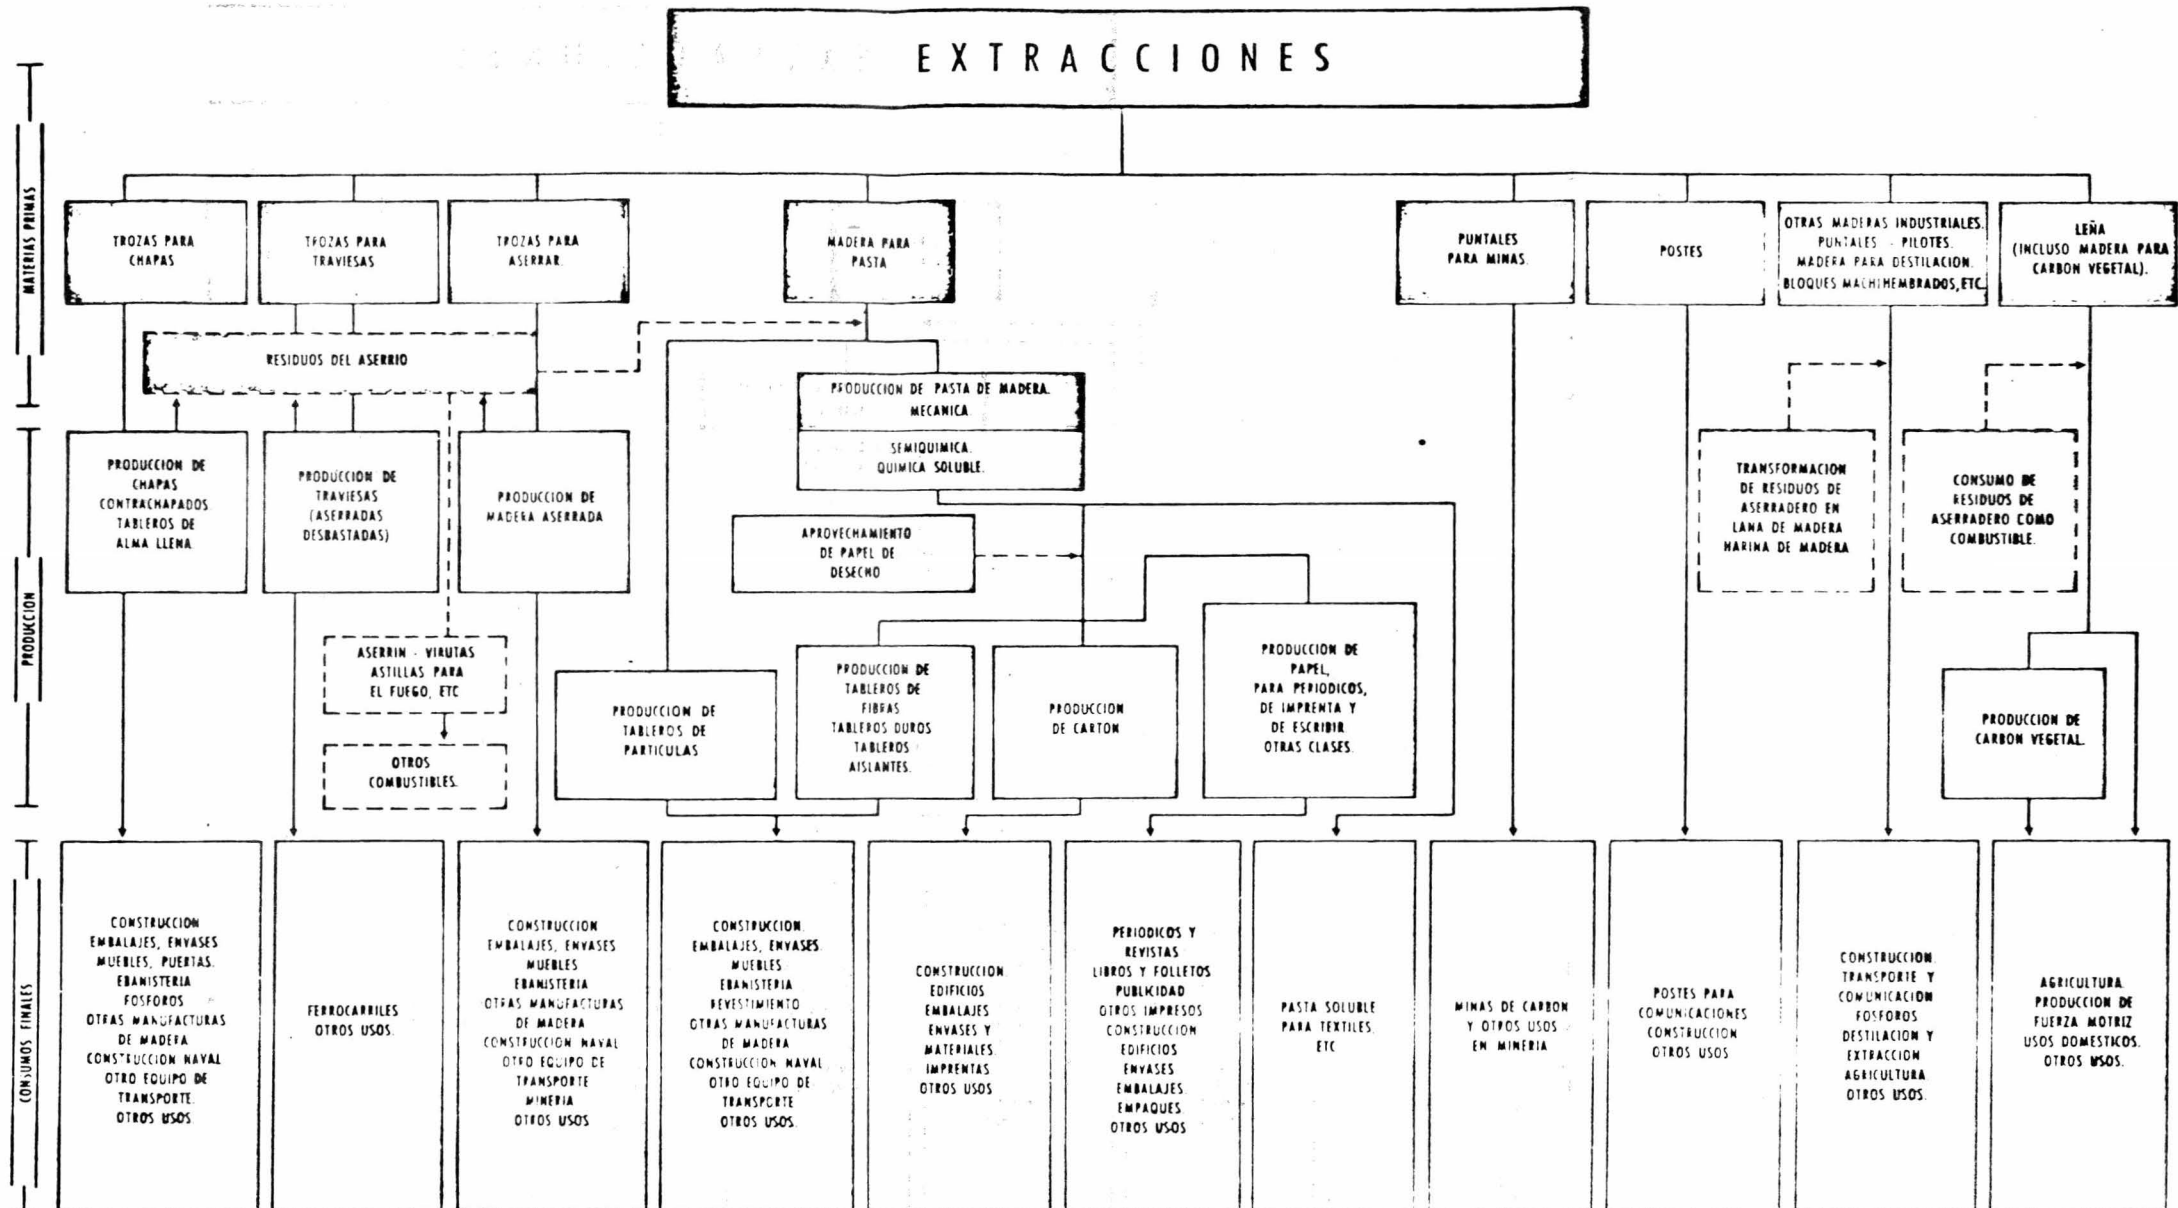 EXTRACCIONES
MATERIAS PRIMAS
TROZAS PARA
CHAPAS
TROZAS PARA
TRAVIESAS
TROZAS PARA
ASERRAR.
MADERA PARA
PASTA
PUNTALES
PARA MINAS.
POSTES
OTRAS MADERAS INDUSTRIALES.
PUNTALES - PILOTES.
MADERA PARA DESTILACION.
BLOQUES MACHIHEMBRADOS, ETC
LEÑA
(INCLUSO MADERA PARA
CARBON VEGETAL).
RESIDUOS DEL ASERRIO
PRODUCCION DE PASTA DE MADERA.
MECANICA.
SEMIQUIMICA.
QUIMICA SOLUBLE.
PRODUCCION
PRODUCCION DE
CHAPAS
CONTRACHAPADOS
TABLEROS DE
ALMA LLENA
PRODUCCION DE
TRAVIESAS
(ASERRADAS
DESBASTADAS)
PRODUCCION DE
MADERA ASERRADA
APROVECHAMIENTO
DE PAPEL DE
DESECHO
TRANSFORMACION
DE RESIDUOS DE
ASERRADERO EN
LANA DE MADERA
HARINA DE MADERA
CONSUMO DE
RESIDUOS DE
ASERRADERO COMO
COMBUSTIBLE.
ASERRIN - VIRUTAS
ASTILLAS PARA
EL FUEGO, ETC
OTROS
COMBUSTIBLES.
PRODUCCION DE
TABLEROS DE
PARTICULAS
PRODUCCION DE
TABLEROS DE
FIBRAS
TABLEROS DUROS
TABLEROS
AISLANTES.
PRODUCCION
DE CARTON
PRODUCCION DE
PAPEL,
PARA PERIODICOS,
DE IMPRENTA Y
DE ESCRIBIR
OTRAS CLASES.
PRODUCCION DE
CARBON VEGETAL.
CONSUMOS FINALES
CONSTRUCCION
EMBALAJES, ENVASES
MUEBLES, PUERTAS.
EBANISTERIA
FOSFOROS
OTRAS MANUFACTURAS
DE MADERA
CONSTRUCCION NAVAL
OTRO EQUIPO DE
TRANSPORTE.
OTROS USOS.
FERROCARRILES
OTROS USOS.
CONSTRUCCION
EMBALAJES, ENVASES
MUEBLES
EBANISTERIA
OTRAS MANUFACTURAS
DE MADERA
CONSTRUCCION NAVAL
OTRO EQUIPO DE
TRANSPORTE
MINERIA
OTROS USOS
CONSTRUCCION.
EMBALAJES, ENVASES.
MUEBLES
EBANISTERIA
REVESTIMIENTO
OTRAS MANUFACTURAS
DE MADERA
CONSTRUCCION NAVAL
OTRO EQUIPO DE
TRANSPORTE
OTROS USOS.
CONSTRUCCION
EDIFICIOS
EMBALAJES
ENVASES Y
MATERIALES.
IMPRENTAS
OTROS USOS
PERIODICOS Y
REVISTAS
LIBROS Y FOLLETOS
PUBLICIDAD
OTROS IMPRESOS
CONSTRUCCION
EDIFICIOS
ENVASES
EMBALAJES.
EMPAQUES
OTROS USOS
PASTA SOLUBLE
PARA TEXTILES.
ETC
MINAS DE CARBON
Y OTROS USOS
EN MINERIA
POSTES PARA
COMUNICACIONES
CONSTRUCCION
OTROS USOS
CONSTRUCCION.
TRANSPORTE Y
COMUNICACION
FOSFOROS
DESTILACION Y
EXTRACCION
AGRICULTURA
OTROS USOS.
AGRICULTURA.
PRODUCCION DE
FUERZA MOTRIZ
USOS DOMESTICOS.
OTROS USOS.